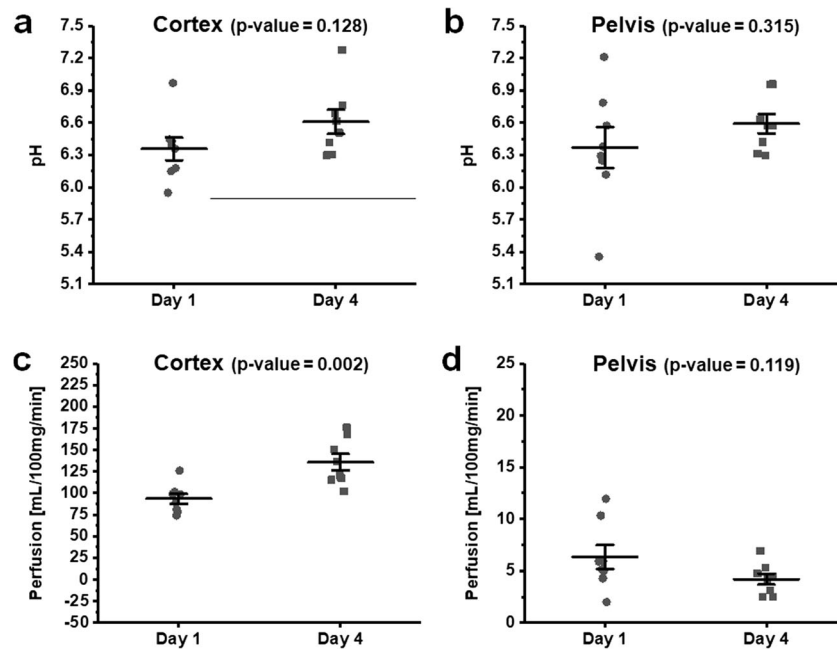 a
Cortex (p-value = 0.128)
7.5
7.2
6.9
6.6
6.3
6.0
5.7
5.4
5.1
pH
Day 1 Day 4
b
Pelvis (p-value = 0.315)
7.5
7.2
6.9
6.6
6.3
6.0
5.7
5.4
5.1
pH
Day 1 Day 4
c
Cortex (p-value = 0.002)
250
225
200
175
150
125
100
75
50
25
0
-25
-50
Perfusion [mL/100mg/min]
Day 1 Day 4
d
Pelvis (p-value = 0.119)
25
20
15
10
5
0
Perfusion [mL/100mg/min]
Day 1 Day 4